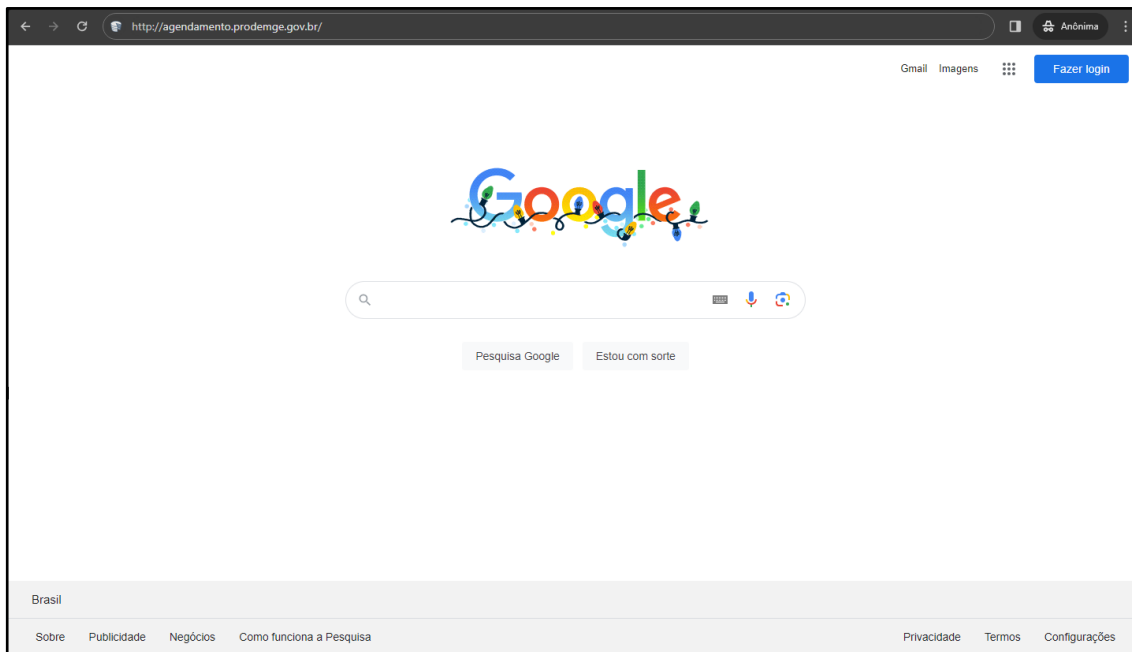 http://agendamento.prodemge.gov.br/
Anônima
Gmail Imagens
Fazer login
Google
Pesquisa Google Estou com sorte
Brasil
Sobre Publicidade Negócios Como funciona a Pesquisa Privacidade Termos Configurações